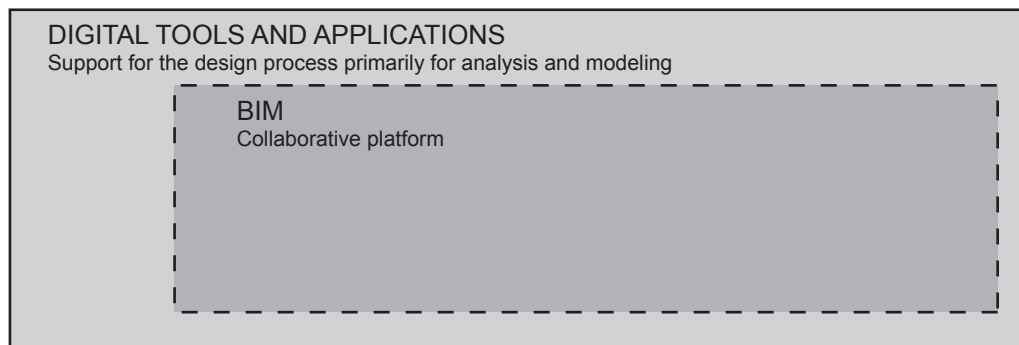 DIGITAL TOOLS AND APPLICATIONS
Support for the design process primarily for analysis and modeling
BIM
Collaborative platform